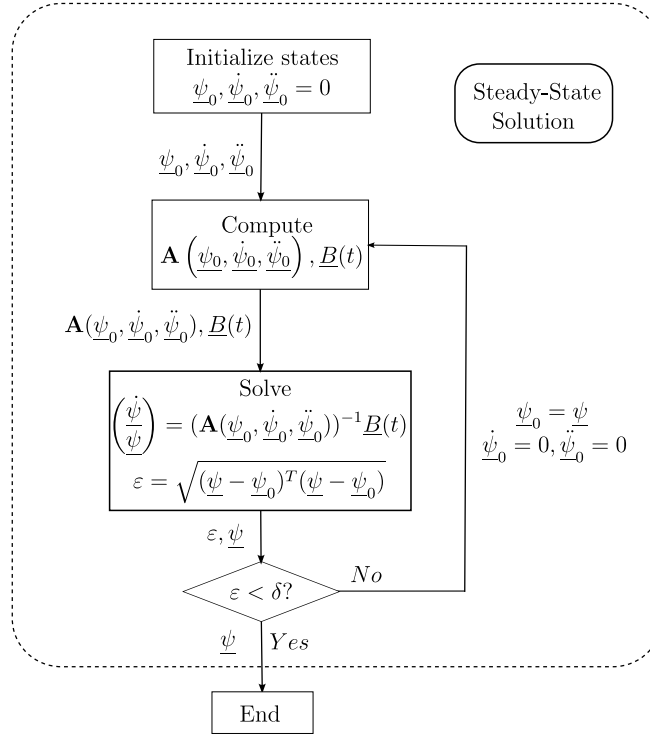 Initialize states
ψ₀, ψ̇₀, ψ̈₀ = 0
Steady-State
Solution
ψ₀, ψ̇₀, ψ̈₀
Compute
A (ψ₀, ψ̇₀, ψ̈₀), B(t)
A(ψ₀, ψ̇₀, ψ̈₀), B(t)
Solve
(ψ̇ ψ) = (A(ψ₀, ψ̇₀, ψ̈₀))⁻¹B(t)
ε = √(ψ − ψ₀)ᵀ(ψ − ψ₀)
ψ₀ = ψ
ψ̇₀ = 0, ψ̈₀ = 0
ε, ψ
ε < δ?
No
ψ Yes
End